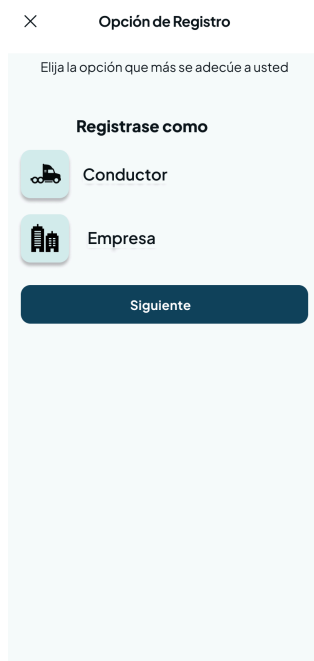 Opción de Registro
Elija la opción que más se adecúe a usted
Registrase como
Conductor
Empresa
Siguiente